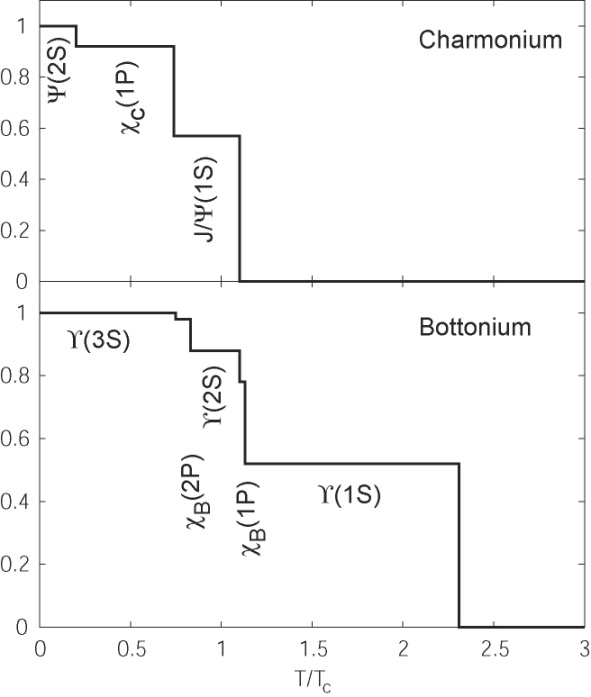 1
0.8
0.6
0.4
0.2
0
Charmonium
Ψ(2S)
χc(1P)
J/Ψ(1S)
1
0.8
0.6
0.4
0.2
0
Bottonium
ϒ(3S)
ϒ(2S)
χB(2P)
χB(1P)
ϒ(1S)
0 0.5 1 1.5 2 2.5 3
T/Tc